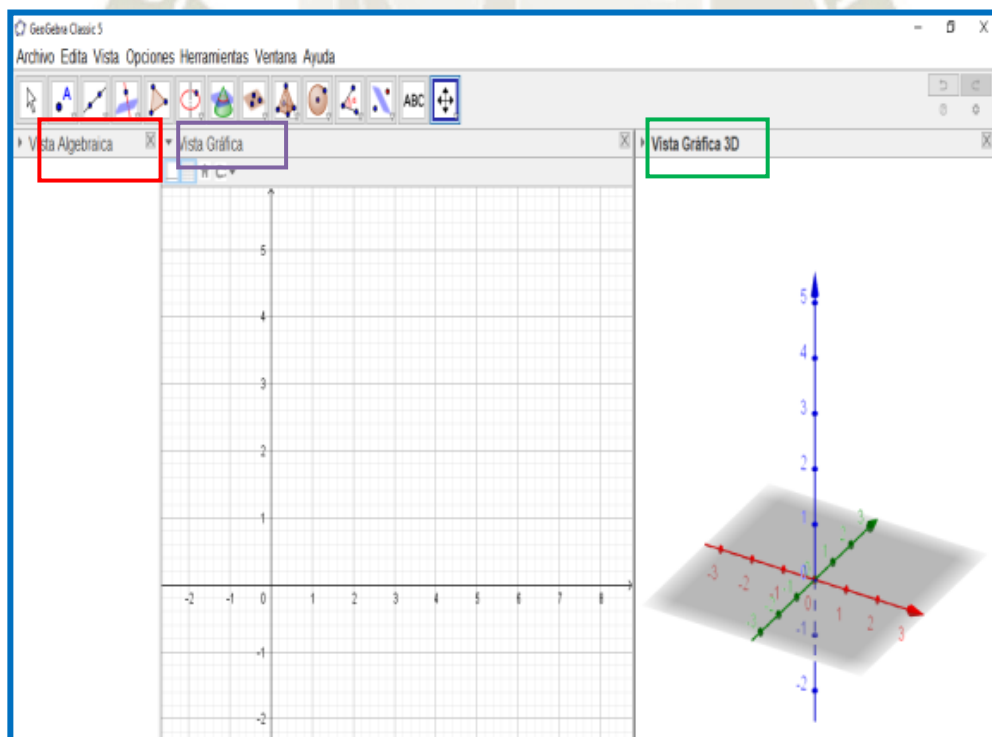 GeoGebra Classic 5
Archivo Edita Vista Opciones Herramientas Ventana Ayuda
A ABC
Vista Algebraica Vista Gráfica Vista Gráfica 3D
5
4
3
2
1
-2 -1 0 1 2 3 4 5 6 7 8
-1
-2
5
4
3
2
1
0
-1
-2
-3 -2 -1 0 1 2 3
3